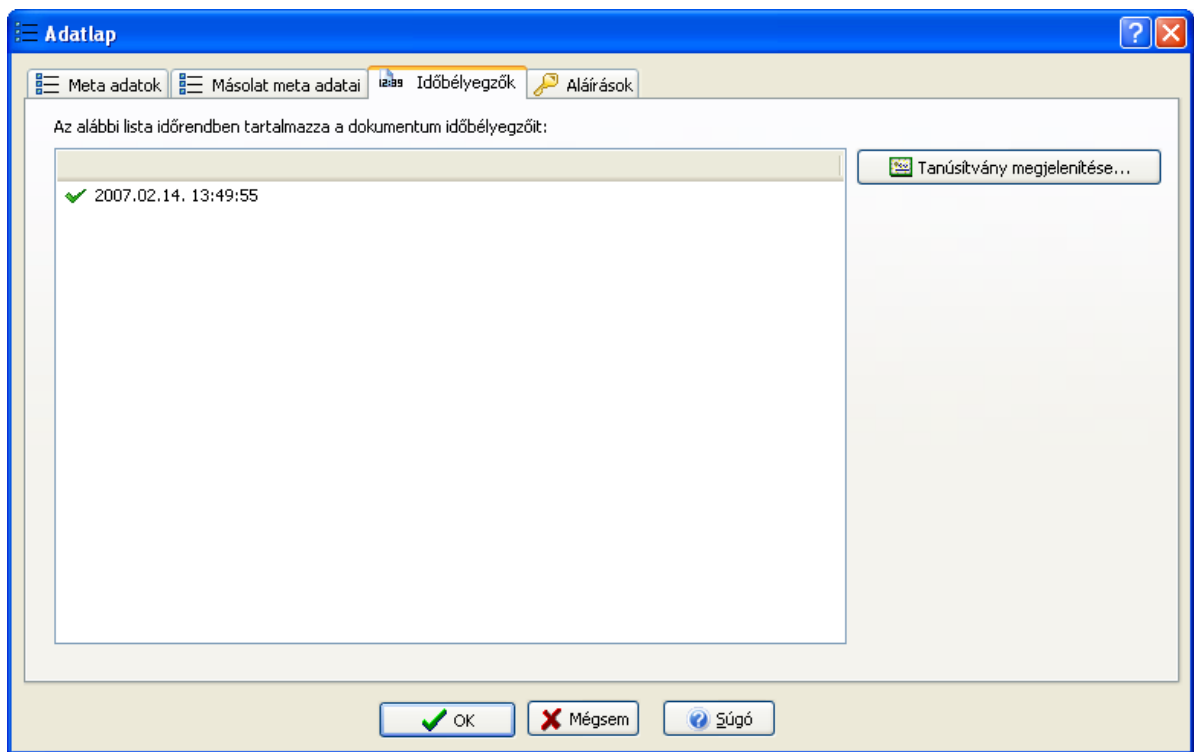 Adatlap
Meta adatok
Másolat meta adatai
12:39 Időbélyegzők
Aláírások
Az alábbi lista időrendben tartalmazza a dokumentum időbélyegzőit:
Tanúsítvány megjelenítése...
2007.02.14. 13:49:55
OK
Mégsem
Súgó